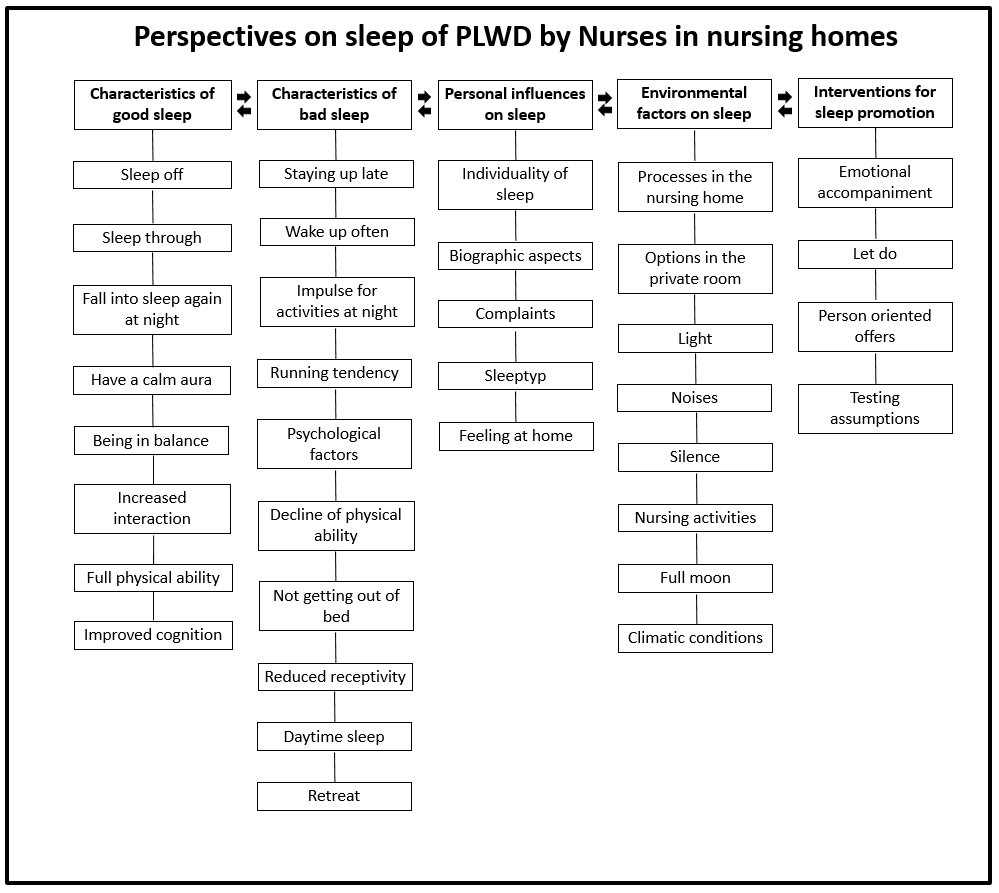 Perspectives on sleep of PLWD by Nurses in nursing homes
Characteristics of
good sleep
Sleep off
Sleep through
Fall into sleep again
at night
Have a calm aura
Being in balance
Increased
interaction
Full physical ability
Improved cognition
Characteristics of
bad sleep
Staying up late
Wake up often
Impulse for
activities at night
Running tendency
Psychological
factors
Decline of physical
ability
Not getting out of
bed
Reduced receptivity
Daytime sleep
Retreat
Personal influences
on sleep
Individuality of
sleep
Biographic aspects
Complaints
Sleeptyp
Feeling at home
Environmental
factors on sleep
Processes in the
nursing home
Options in the
private room
Light
Noises
Silence
Nursing activities
Full moon
Climatic conditions
Interventions for
sleep promotion
Emotional
accompaniment
Let do
Person oriented
offers
Testing
assumptions